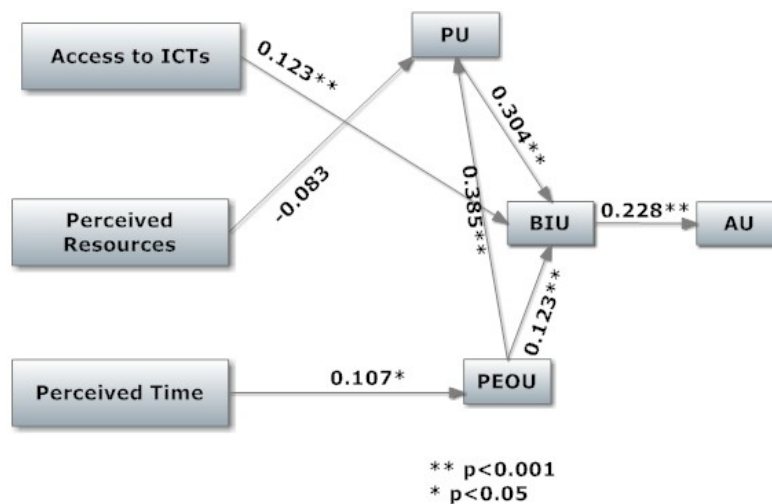 PU
Access to ICTs
0.123**
0.304**
-0.083
0.385**
Perceived
Resources
BIU
0.228**
AU
0.123**
Perceived Time
0.107*
PEOU
** p<0.001
* p<0.05